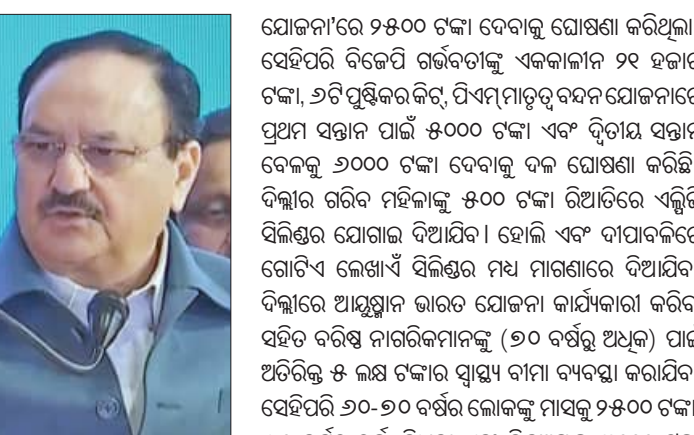 ଯୋଜନା'ରେ ୨୫୦୦ ଟଙ୍କା ଦେବାକୁ ଘୋଷଣା କରିଥିଲା
ସେହିପରି ବିଜେପି ଗର୍ଭବତୀଙ୍କୁ ଏକକାଳୀନ ୨୧ ହଜାର
ଟଙ୍କା, ୬ଟି ପୁଷ୍ଟିକର କିଟ୍, ପିଏମ୍ ମାତୃତ୍ୱ ବନ୍ଦନ ଯୋଜନାରେ
ପ୍ରଥମ ସନ୍ତାନ ପାଇଁ ୫୦୦୦ ଟଙ୍କା ଏବଂ ଦ୍ୱିତୀୟ ସନ୍ତାନ
ବେଳକୁ ୬୦୦୦ ଟଙ୍କା ଦେବାକୁ ଦଳ ଘୋଷଣା କରିଛି
ଦିଲ୍ଲୀର ଗରିବ ମହିଳାଙ୍କୁ ୫୦୦ ଟଙ୍କା ରିଆତିରେ ଏଲ୍ପିଜି
ସିଲିଣ୍ଡର ଯୋଗାଇ ଦିଆଯିବ। ହୋଲି ଏବଂ ଦୀପାବଳିରେ
ଗୋଟିଏ ଲେଖାଏଁ ସିଲିଣ୍ଡର ମଧ୍ୟ ମାଗଣାରେ ଦିଆଯିବ
ଦିଲ୍ଲୀରେ ଆୟୁଷ୍ମାନ ଭାରତ ଯୋଜନା କାର୍ଯ୍ୟକାରୀ କରିବା
ସହିତ ବରିଷ୍ଠ ନାଗରିକମାନଙ୍କୁ (୭୦ ବର୍ଷରୁ ଅଧିକ) ପାଇଁ
ଅତିରିକ୍ତ ୫ ଲକ୍ଷ ଟଙ୍କାର ସ୍ୱାସ୍ଥ୍ୟ ବୀମା ବ୍ୟବସ୍ଥା କରାଯିବ
ସେହିପରି ୬୦-୭୦ ବର୍ଷର ଲୋକଙ୍କୁ ମାସକୁ ୨୫୦୦ ଟଙ୍କା